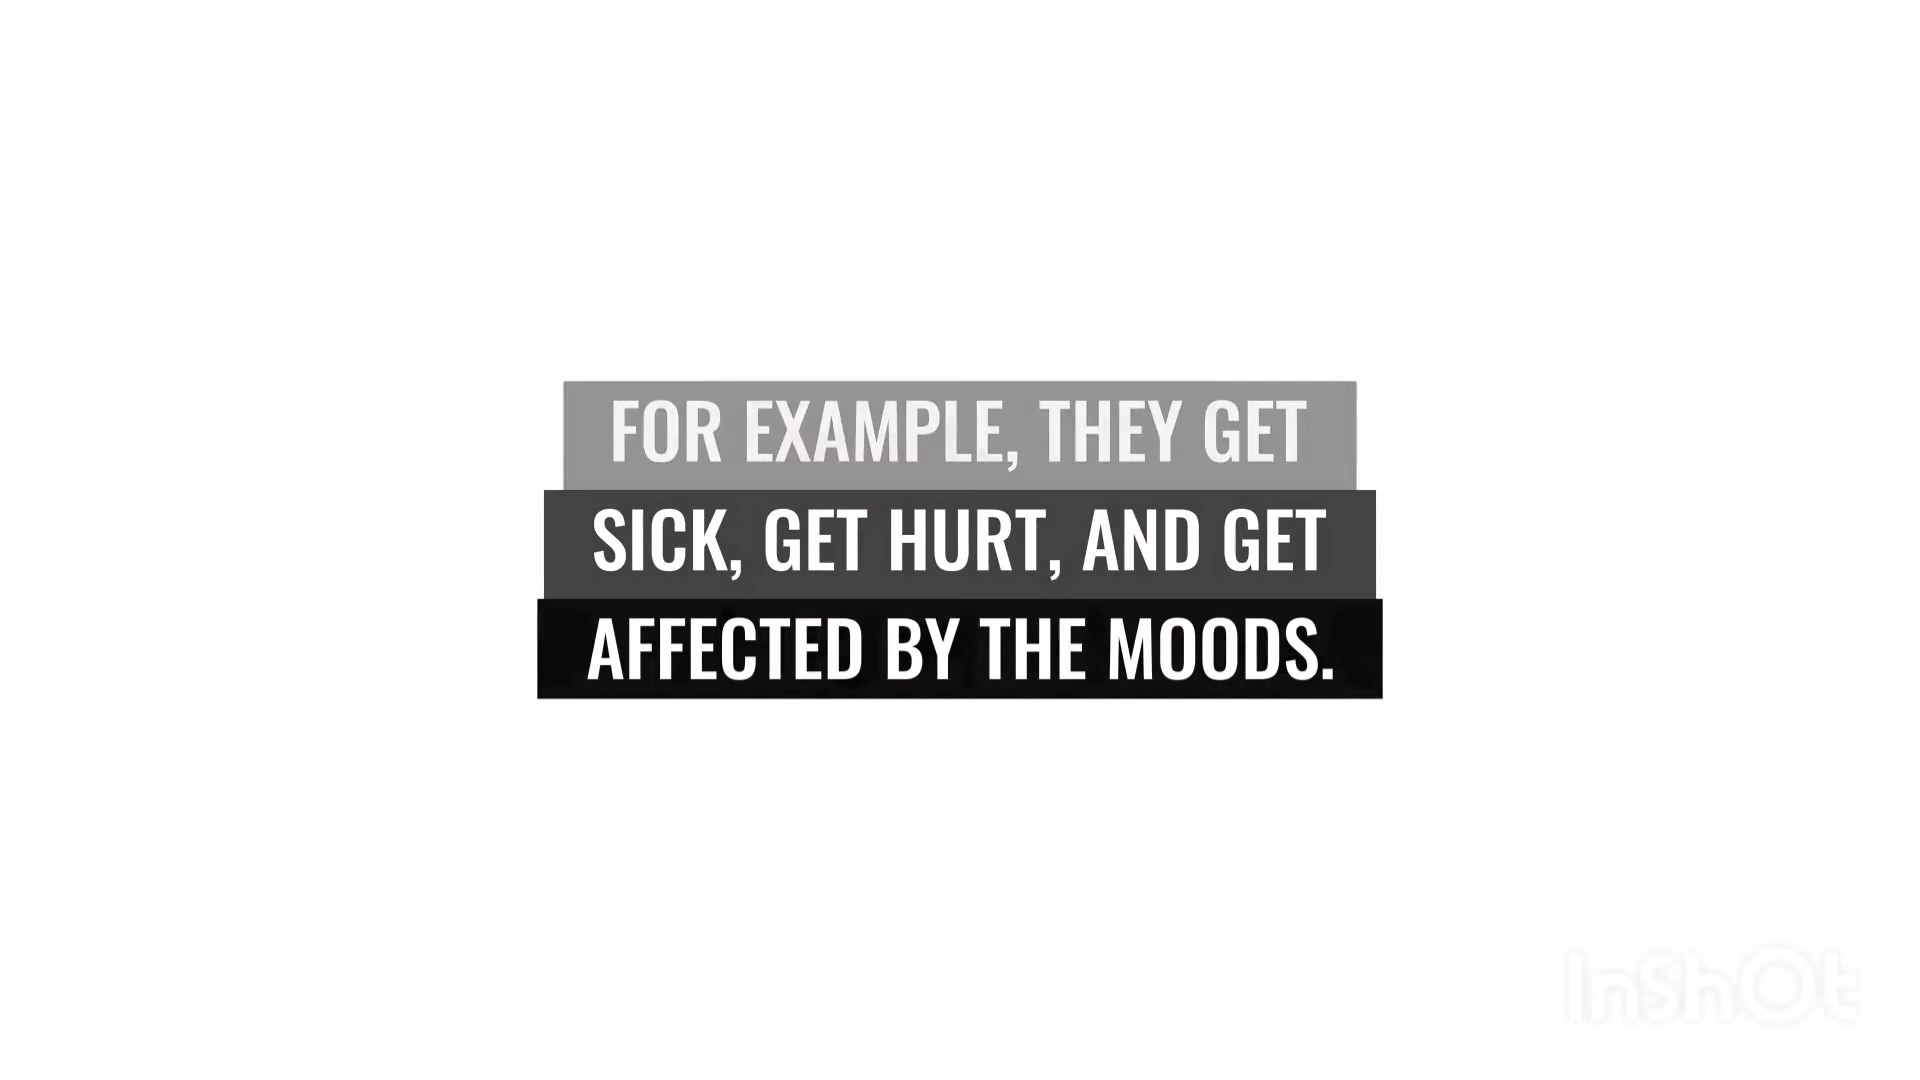 FOR EXAMPLE, THEY GET
SICK, GET HURT, AND GET
AFFECTED BY THE MOODS.
InShOt